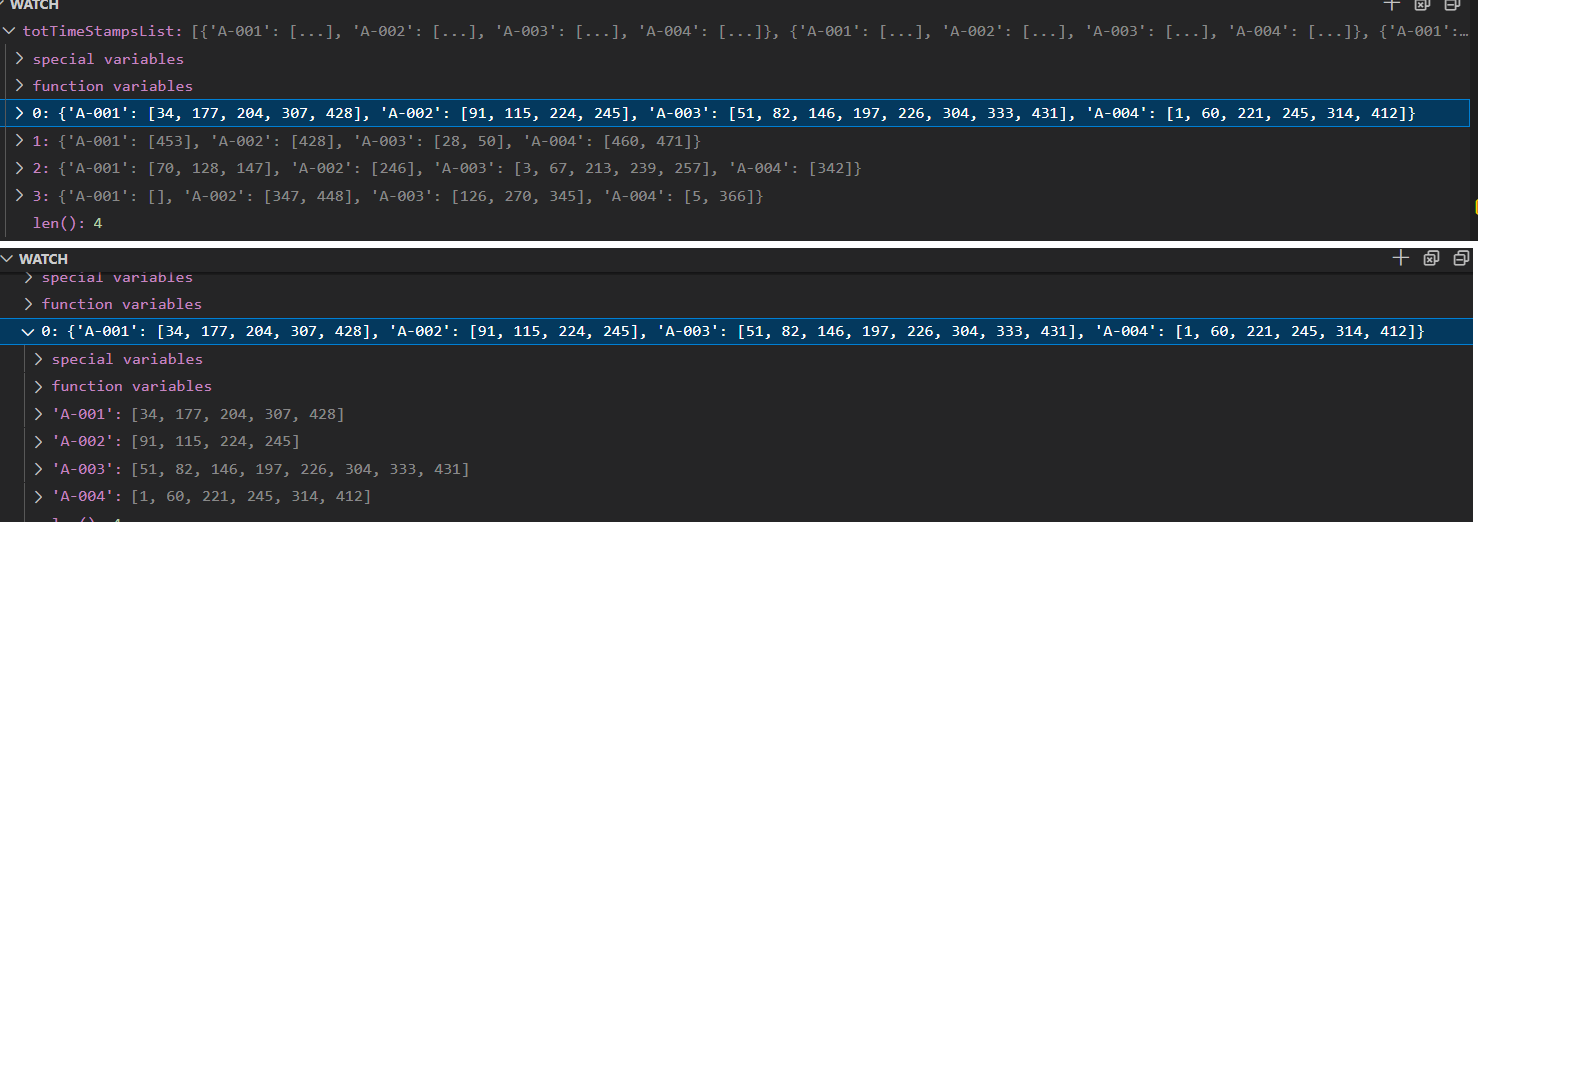 WATCH
totTimeStampsList: [{'A-001': [...], 'A-002': [...], 'A-003': [...], 'A-004': [...]}, {'A-001': [...], 'A-002': [...], 'A-003': [...], 'A-004': [...]}, {'A-001':…
special variables
function variables
0: {'A-001': [34, 177, 204, 307, 428], 'A-002': [91, 115, 224, 245], 'A-003': [51, 82, 146, 197, 226, 304, 333, 431], 'A-004': [1, 60, 221, 245, 314, 412]}
1: {'A-001': [453], 'A-002': [428], 'A-003': [28, 50], 'A-004': [460, 471]}
2: {'A-001': [70, 128, 147], 'A-002': [246], 'A-003': [3, 67, 213, 239, 257], 'A-004': [342]}
3: {'A-001': [], 'A-002': [347, 448], 'A-003': [126, 270, 345], 'A-004': [5, 366]}
len(): 4
WATCH
special variables
function variables
0: {'A-001': [34, 177, 204, 307, 428], 'A-002': [91, 115, 224, 245], 'A-003': [51, 82, 146, 197, 226, 304, 333, 431], 'A-004': [1, 60, 221, 245, 314, 412]}
special variables
function variables
'A-001': [34, 177, 204, 307, 428]
'A-002': [91, 115, 224, 245]
'A-003': [51, 82, 146, 197, 226, 304, 333, 431]
'A-004': [1, 60, 221, 245, 314, 412]